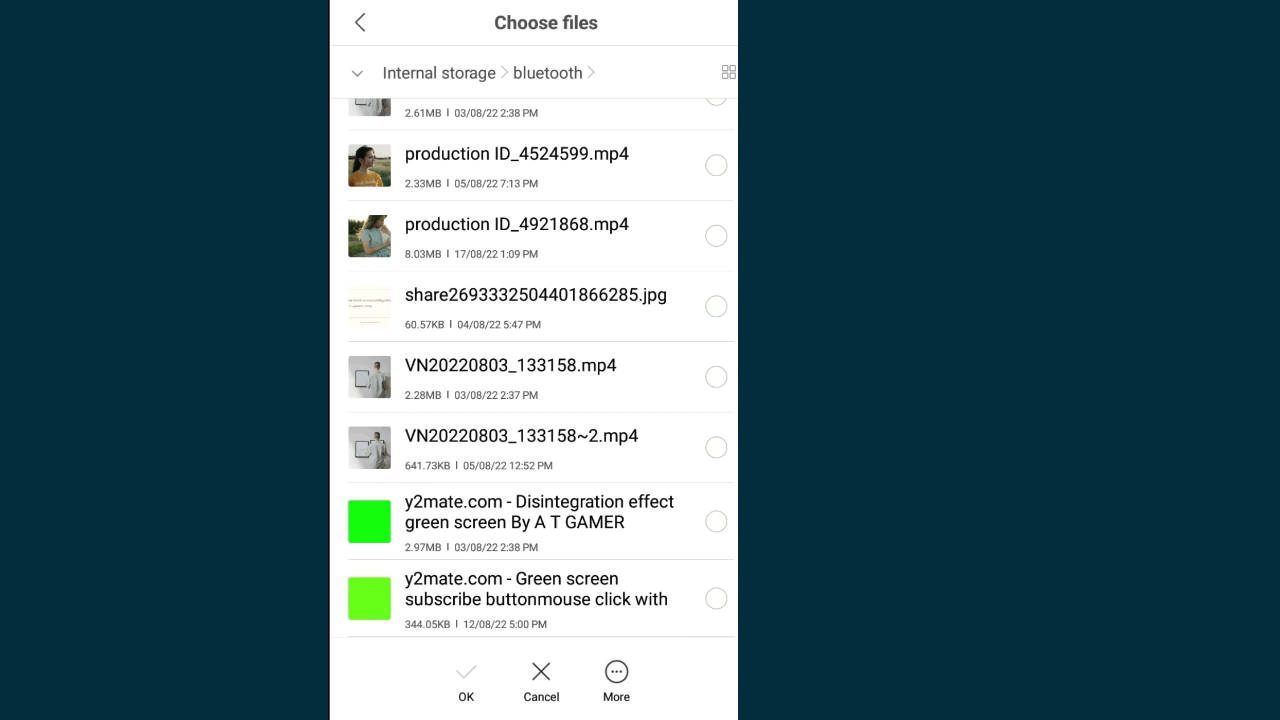 Choose files
Internal storage > bluetooth >
2.61MB | 03/08/22 2:38 PM
production ID_4524599.mp4
2.33MB | 05/08/22 7:13 PM
production ID_4921868.mp4
8.03MB | 17/08/22 1:09 PM
share2693332504401866285.jpg
60.57KB | 04/08/22 5:47 PM
VN20220803_133158.mp4
2.28MB | 03/08/22 2:37 PM
VN20220803_133158~2.mp4
641.73KB | 05/08/22 12:52 PM
y2mate.com - Disintegration effect
green screen By A T GAMER
2.97MB | 03/08/22 2:38 PM
y2mate.com - Green screen
subscribe buttonmouse click with
344.05KB | 12/08/22 5:00 PM
OK Cancel More